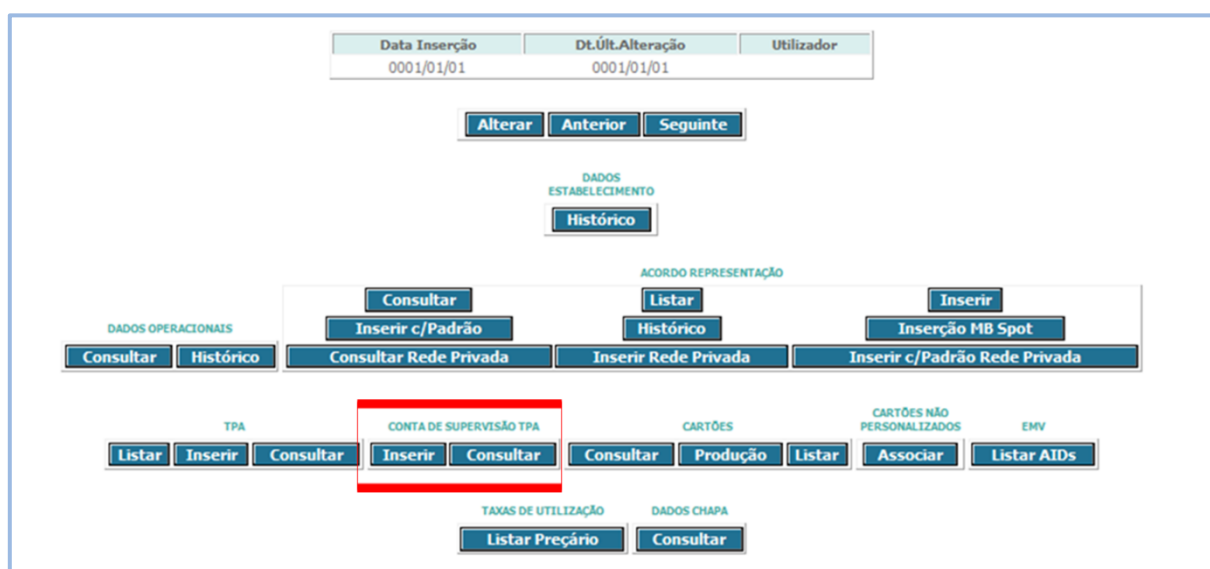 Data Inserção Dt.Últ.Alteração Utilizador
0001/01/01 0001/01/01
Alterar Anterior Seguinte
DADOS
ESTABELECIMENTO
Histórico
ACORDO REPRESENTAÇÃO
Consultar Listar Inserir
DADOS OPERACIONAIS Inserir c/Padrão Histórico Inserção MB Spot
Consultar Histórico Consultar Rede Privada Inserir Rede Privada Inserir c/Padrão Rede Privada
TPA CONTA DE SUPERVISÃO TPA CARTÕES CARTÕES NÃO
PERSONALIZADOS EMV
Listar Inserir Consultar Inserir Consultar Consultar Produção Listar Associar Listar AIDs
TAXAS DE UTILIZAÇÃO DADOS CHAPA
Listar Preçário Consultar